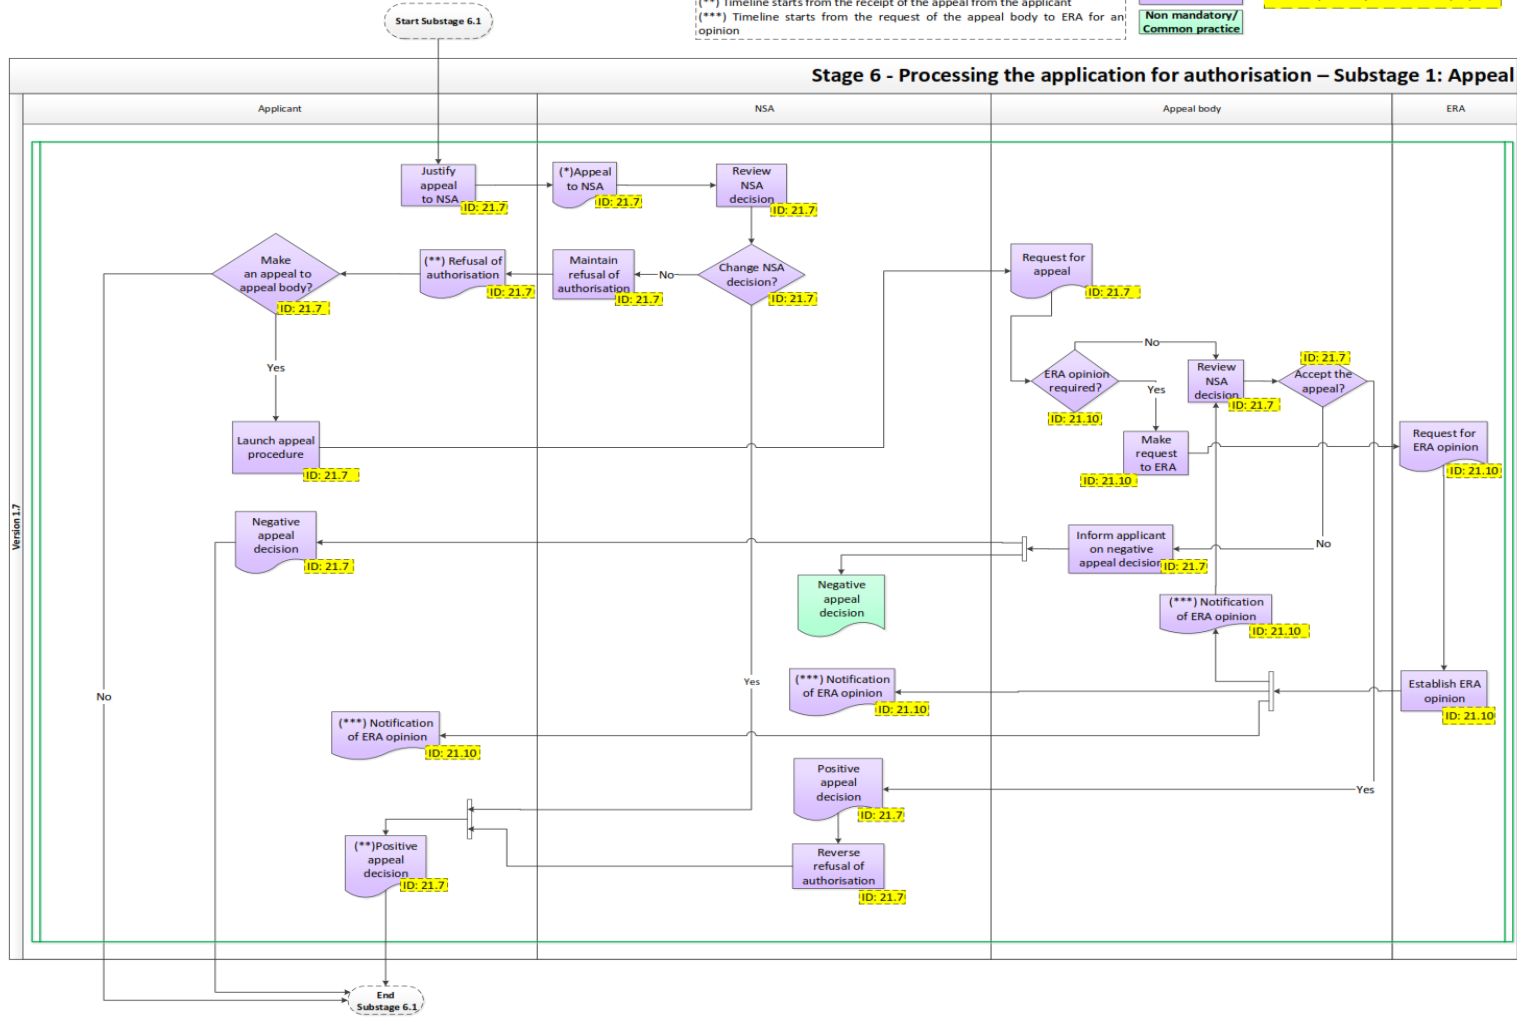 (**) Timeline starts from the receipt of the appeal from the applicant
(***) Timeline starts from the request of the appeal body to ERA for an
opinion
Non mandatory/
Common practice
Start Substage 6.1
Stage 6 - Processing the application for authorisation – Substage 1: Appeal
Applicant
NSA
Appeal body
ERA
Version 1.7
Justify
appeal
to NSA
ID: 21.7
(*)Appeal
to NSA
ID: 21.7
Review
NSA
decision
ID: 21.7
Make
an appeal to
appeal body?
ID: 21.7
(**) Refusal of
authorisation
ID: 21.7
Maintain
refusal of
authorisation
ID: 21.7
No
Change NSA
decision?
ID: 21.7
Request for
appeal
ID: 21.7
No
Yes
ERA opinion
required?
ID: 21.10
Yes
Review
NSA
decision
ID: 21.7
ID: 21.7
Accept the
appeal?
Launch appeal
procedure
ID: 21.7
Make
request
to ERA
ID: 21.10
Request for
ERA opinion
ID: 21.10
Negative
appeal
decision
ID: 21.7
Inform applicant
on negative
appeal decision
ID: 21.7
No
Negative
appeal
decision
(***) Notification
of ERA opinion
ID: 21.10
No
Yes
(***) Notification
of ERA opinion
ID: 21.10
Establish ERA
opinion
ID: 21.10
(***) Notification
of ERA opinion
ID: 21.10
Positive
appeal
decision
ID: 21.7
Yes
(**)Positive
appeal
decision
ID: 21.7
Reverse
refusal of
authorisation
ID: 21.7
End
Substage 6.1